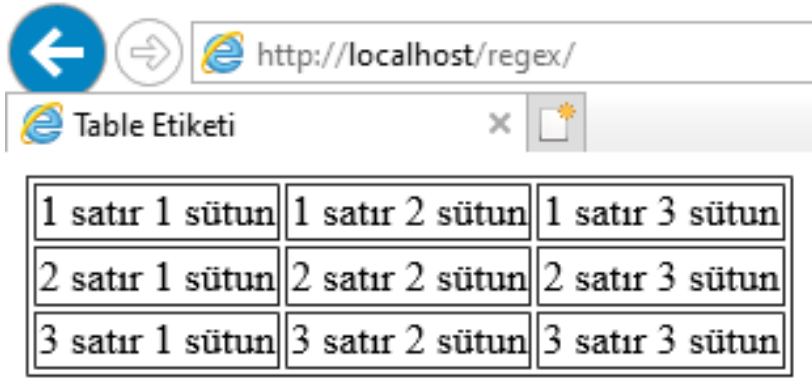 http://localhost/regex/
Table Etiketi
1 satır 1 sütun 1 satır 2 sütun 1 satır 3 sütun
2 satır 1 sütun 2 satır 2 sütun 2 satır 3 sütun
3 satır 1 sütun 3 satır 2 sütun 3 satır 3 sütun